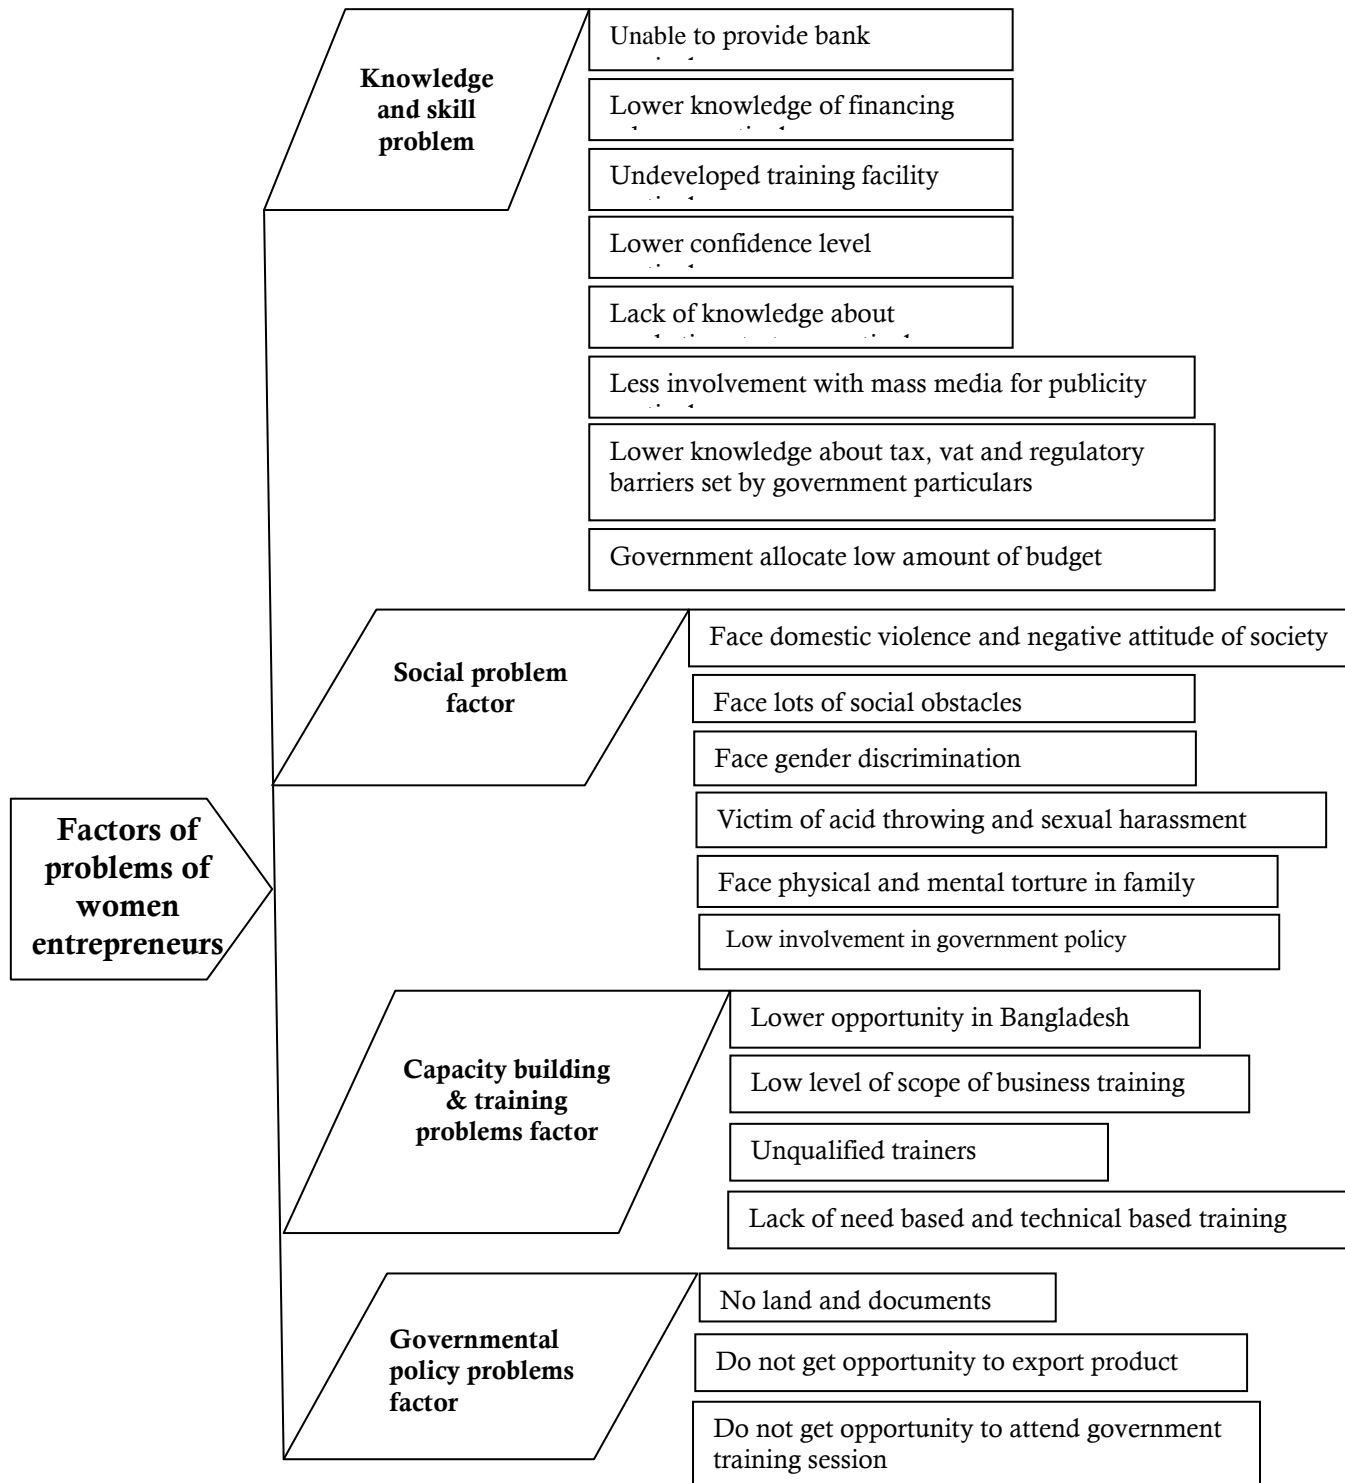 Knowledge
and skill
problem
Unable to provide bank
Lower knowledge of financing
Undeveloped training facility
Lower confidence level
Lack of knowledge about
Less involvement with mass media for publicity
Lower knowledge about tax, vat and regulatory
barriers set by government particulars
Government allocate low amount of budget
Social problem
factor
Face domestic violence and negative attitude of society
Face lots of social obstacles
Face gender discrimination
Victim of acid throwing and sexual harassment
Face physical and mental torture in family
Low involvement in government policy
Factors of
problems of
women
entrepreneurs
Capacity building
& training
problems factor
Lower opportunity in Bangladesh
Low level of scope of business training
Unqualified trainers
Lack of need based and technical based training
Governmental
policy problems
factor
No land and documents
Do not get opportunity to export product
Do not get opportunity to attend government
training session